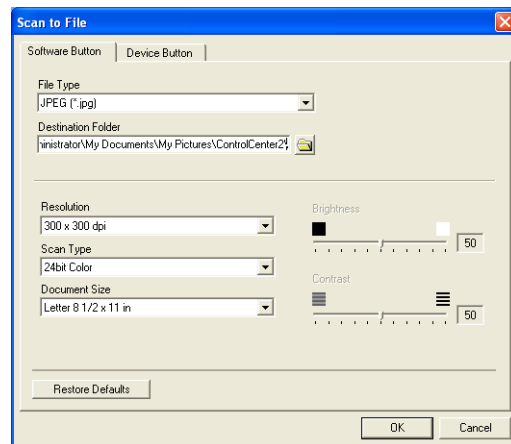 Scan to File
Software Button
Device Button
File Type
JPEG (*.jpg)
Destination Folder
inistrator\My Documents\My Pictures\ControlCenter2\
Resolution
300 x 300 dpi
Scan Type
24bit Color
Document Size
Letter 8 1/2 x 11 in
Brightness
50
Contrast
50
Restore Defaults
OK
Cancel